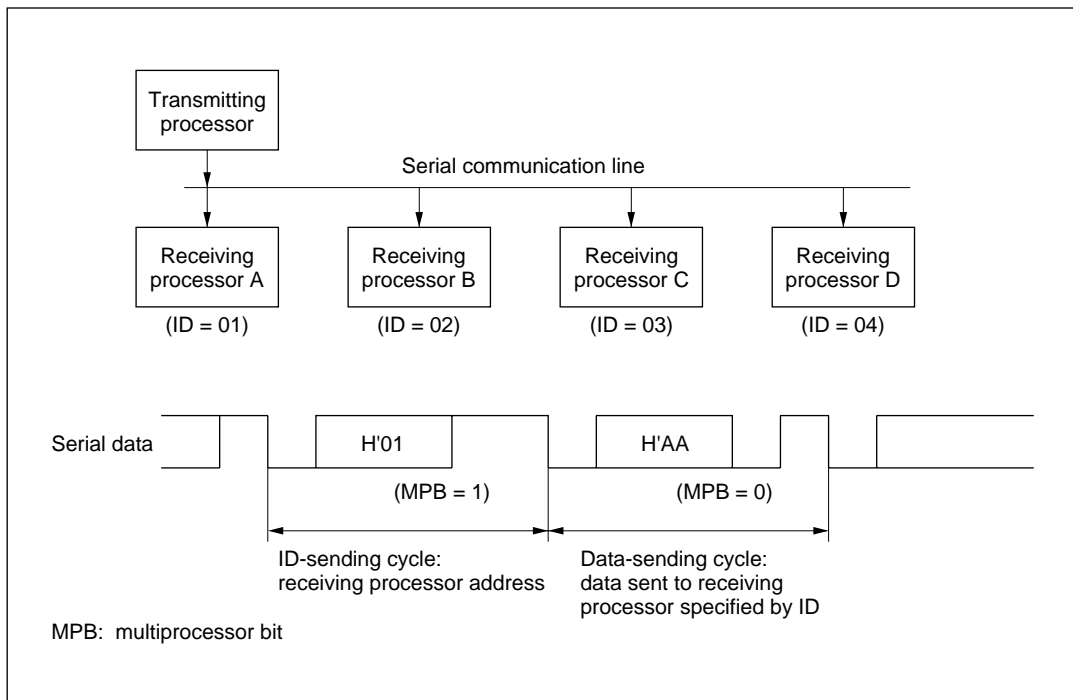 Transmitting
processor
Serial communication line
Receiving
processor A
Receiving
processor B
Receiving
processor C
Receiving
processor D
(ID = 01)
(ID = 02)
(ID = 03)
(ID = 04)
Serial data
H'01
H'AA
(MPB = 1)
(MPB = 0)
ID-sending cycle:
receiving processor address
Data-sending cycle:
data sent to receiving
processor specified by ID
MPB: multiprocessor bit